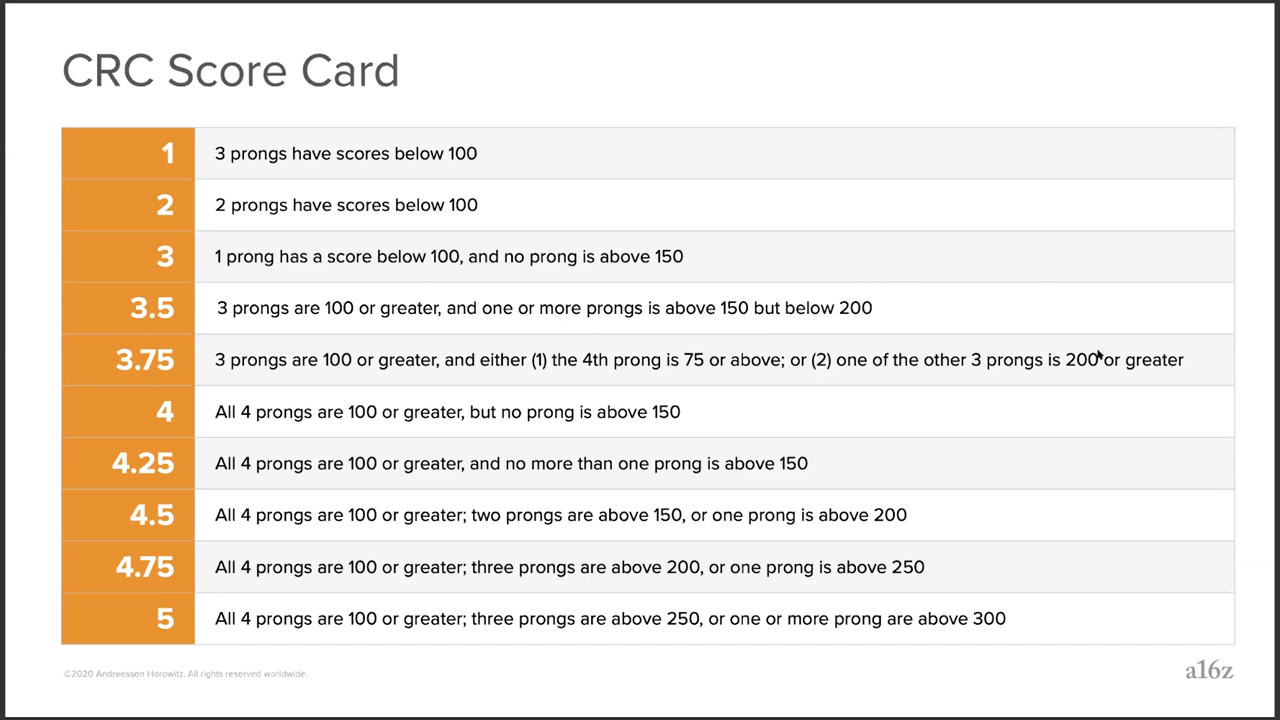 CRC Score Card
1 3 prongs have scores below 100
2 2 prongs have scores below 100
3 1 prong has a score below 100, and no prong is above 150
3.5 3 prongs are 100 or greater, and one or more prongs is above 150 but below 200
3.75 3 prongs are 100 or greater, and either (1) the 4th prong is 75 or above; or (2) one of the other 3 prongs is 200 or greater
4 All 4 prongs are 100 or greater, but no prong is above 150
4.25 All 4 prongs are 100 or greater, and no more than one prong is above 150
4.5 All 4 prongs are 100 or greater; two prongs are above 150, or one prong is above 200
4.75 All 4 prongs are 100 or greater; three prongs are above 200, or one prong is above 250
5 All 4 prongs are 100 or greater; three prongs are above 250, or one or more prong are above 300
©2020 Andreessen Horowitz. All rights reserved worldwide.
a16z